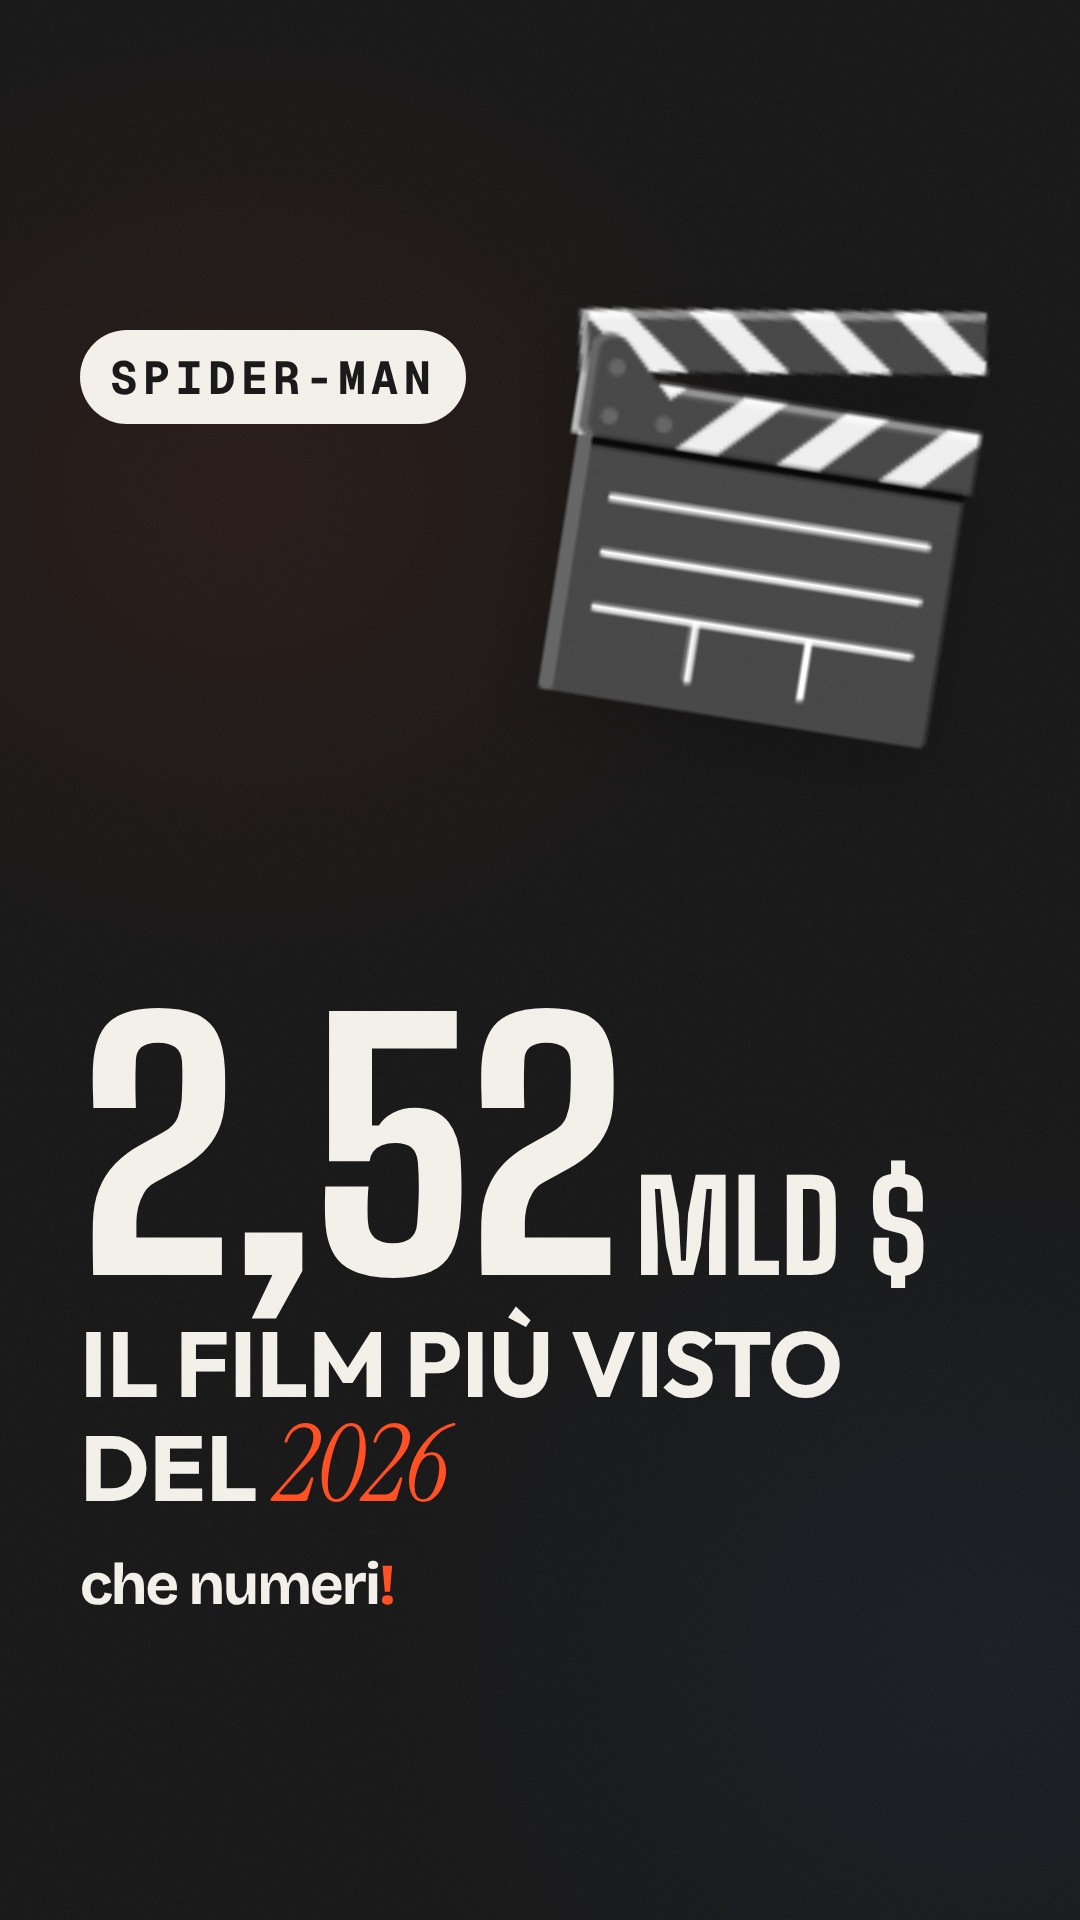 SPIDER-MAN
2,52 MLD $
IL FILM PIÙ VISTO
DEL 2026
che numeri!